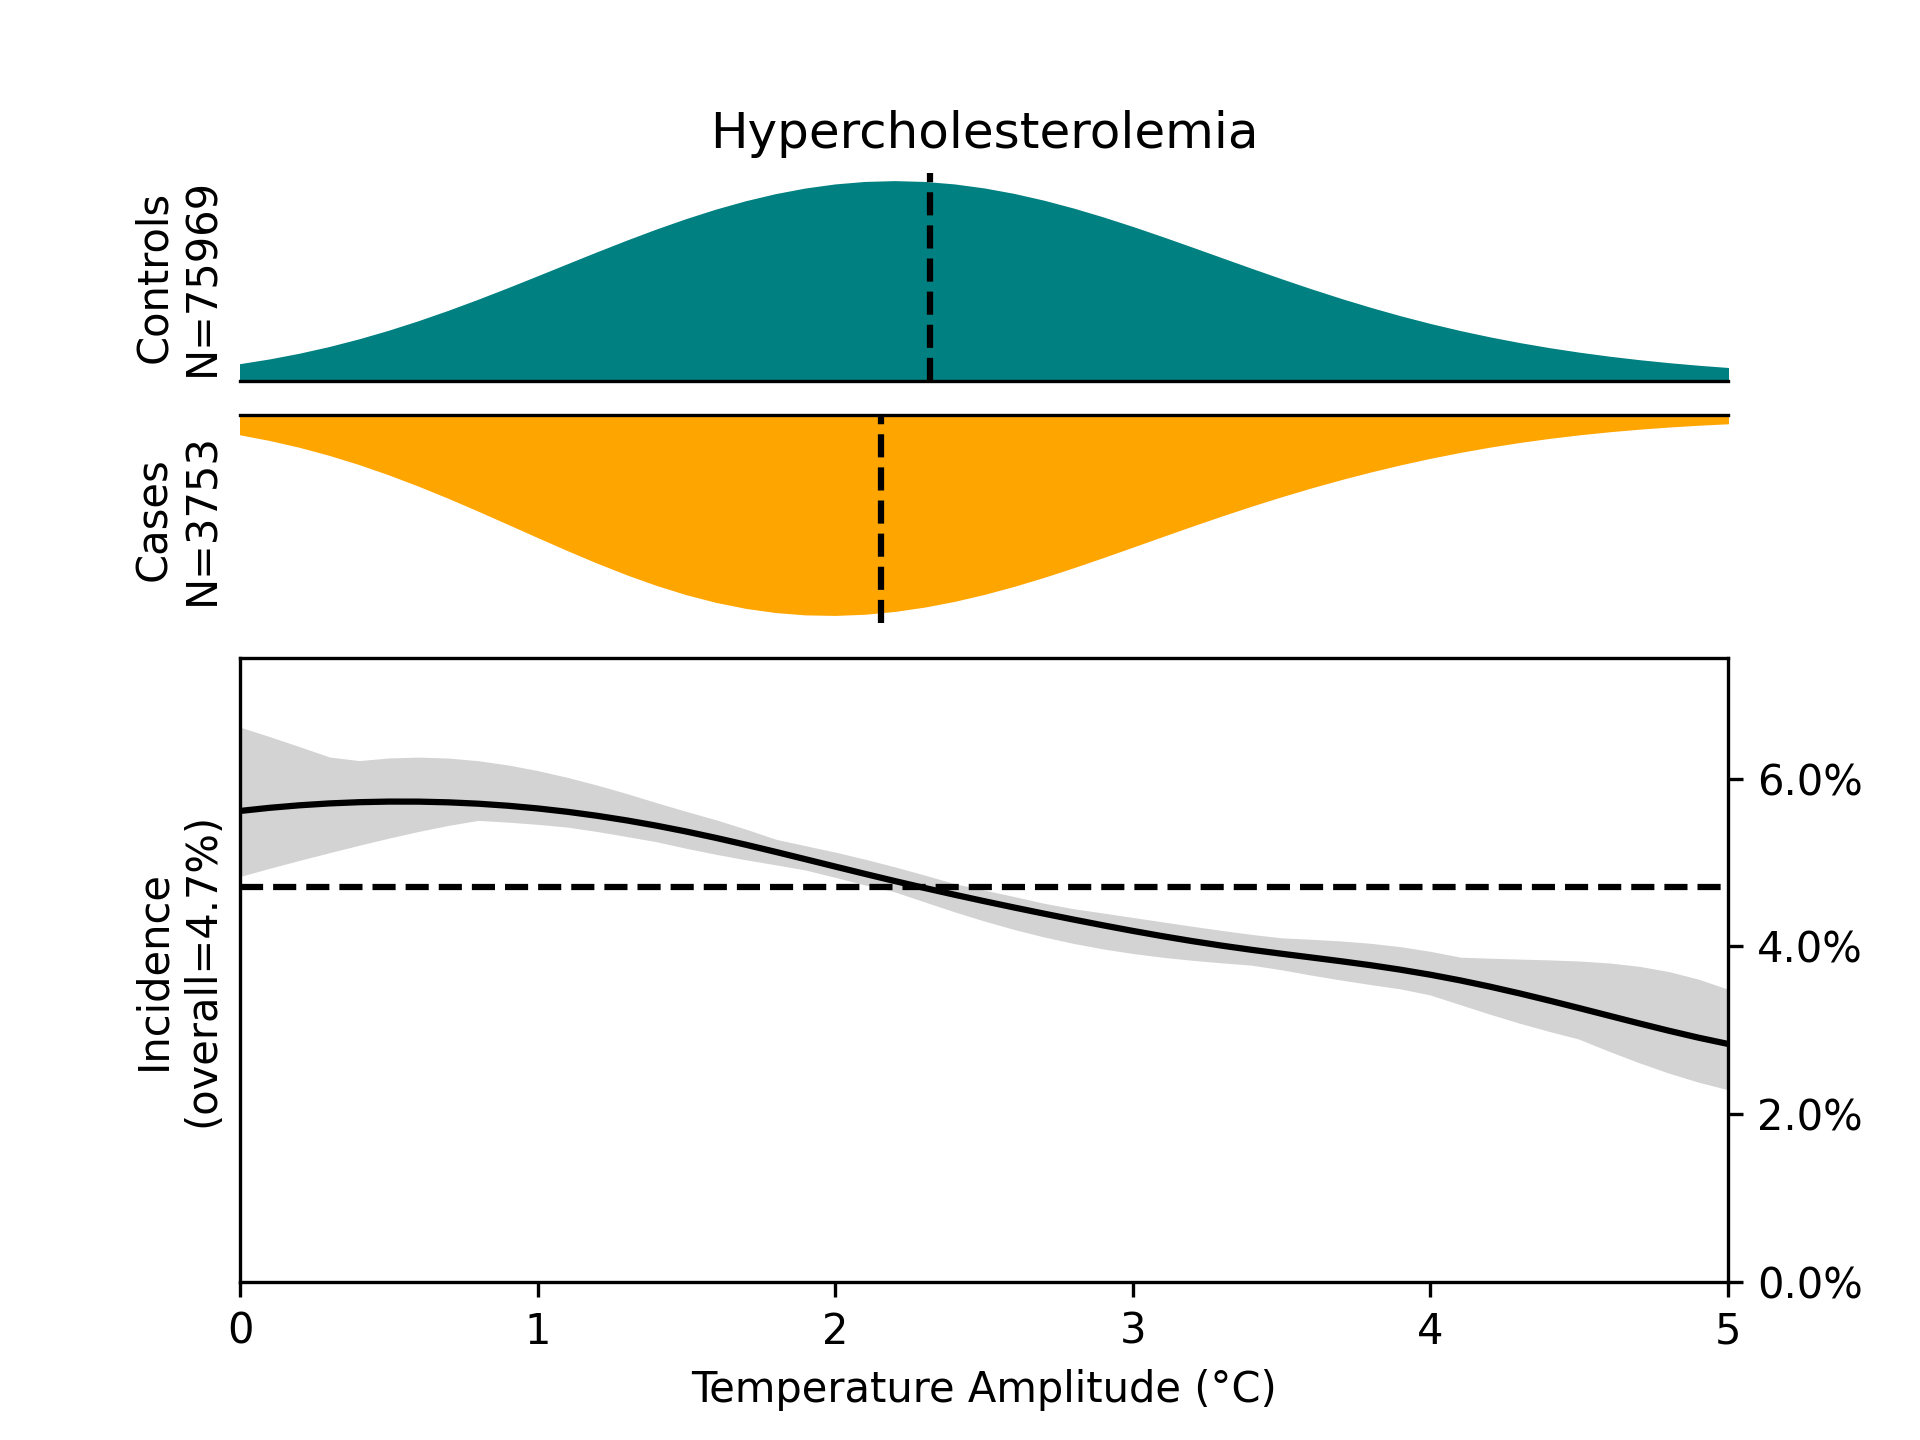 Hypercholesterolemia
Controls
N=75969
Cases
N=3753
Incidence
(overall=4.7%)
6.0%
4.0%
2.0%
0.0%
0 1 2 3 4 5
Temperature Amplitude (°C)